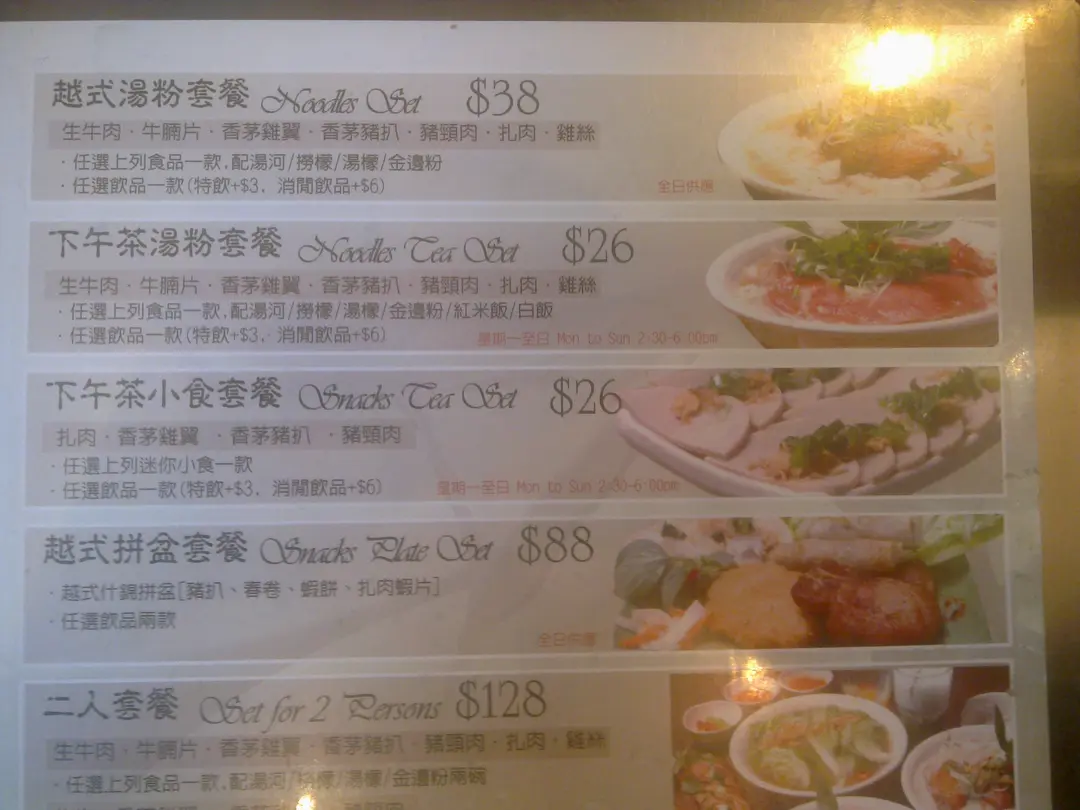 越式湯粉套餐 Noodles Set $38
生牛肉 · 牛腩片 · 香茅雞翼 · 香茅豬扒 · 豬頸肉 · 扎肉 · 雞絲
· 任選上列食品一款,配湯河/撈檬/湯檬/金邊粉
· 任選飲品一款(特飲+$3, 消閒飲品+$6)
全日供應
下午茶湯粉套餐 Noodles Tea Set $26
生牛肉 · 牛腩片 · 香茅雞翼 · 香茅豬扒 · 豬頸肉 · 扎肉 · 雞絲
· 任選上列食品一款,配湯河/撈檬/湯檬/金邊粉/紅米飯/白飯
· 任選飲品一款(特飲+$3, 消閒飲品+$6)
星期一至日 Mon to Sun 2:30-6:00pm
下午茶小食套餐 Snacks Tea Set $26
扎肉 · 香茅雞翼 · 香茅豬扒 · 豬頸肉
· 任選上列迷你小食一款
· 任選飲品一款(特飲+$3, 消閒飲品+$6)
星期一至日 Mon to Sun 2:30-6:00pm
越式拼盆套餐 Snacks Plate Set $88
· 越式什錦拼盆[豬扒、春卷、蝦餅、扎肉蝦片]
· 任選飲品兩款
全日供應
二人套餐 Set for 2 Persons $128
生牛肉 · 牛腩片 · 香茅雞翼 · 香茅豬扒 · 豬頸肉 · 扎肉 · 雞絲
· 任選上列食品一款,配湯河/撈檬/湯檬/金邊粉兩碗